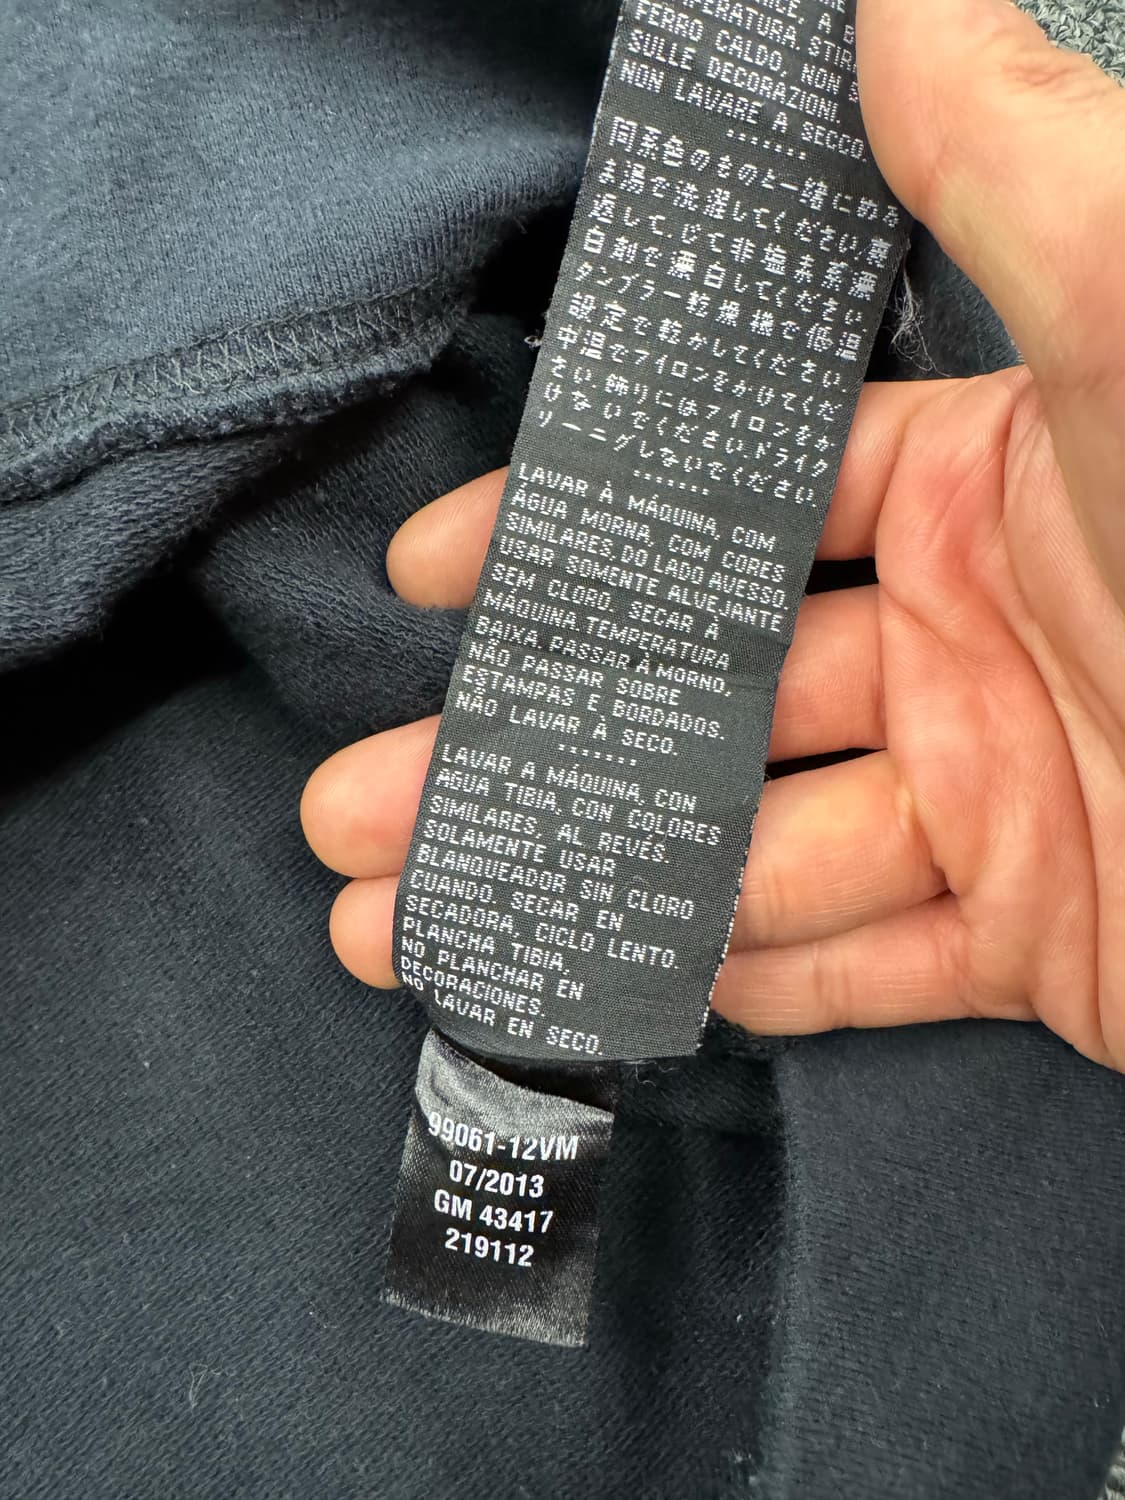 PERATURA. STIR
FERRO CALDO, NON
SULLE DECORAZIONI.
NON LAVARE A SECCO.
.......
同系色のものと一緒にぬる
ま湯で洗濯してください。裏
返して、じて非塩素系漂
白剤で漂白してください。
タンブラー乾燥機で低温
設定で乾かしてください。
中温でアイロンをかけてくだ
さい。飾りにはアイロンをか
けないでください。ドライク
リーニングしないでください。
......
LAVAR À MÁQUINA, COM
ÁGUA MORNA, COM CORES
SIMILARES, DO LADO AVESSO.
USAR SOMENTE ALVEJANTE
SEM CLORO. SECAR À
MÁQUINA.TEMPERATURA
BAIXA. PASSAR À MORNO,
NÃO PASSAR SOBRE
ESTAMPAS E BORDADOS.
NÃO LAVAR À SECO.
.......
LAVAR A MÁQUINA, CON
AGUA TIBIA, CON COLORES
SIMILARES, AL REVÉS.
SOLAMENTE USAR
BLANQUEADOR SIN CLORO
CUANDO. SECAR EN
SECADORA, CICLO LENTO.
PLANCHA TIBIA,
NO PLANCHAR EN
DECORACIONES.
NO LAVAR EN SECO.
99061-12VM
07/2013
GM 43417
219112